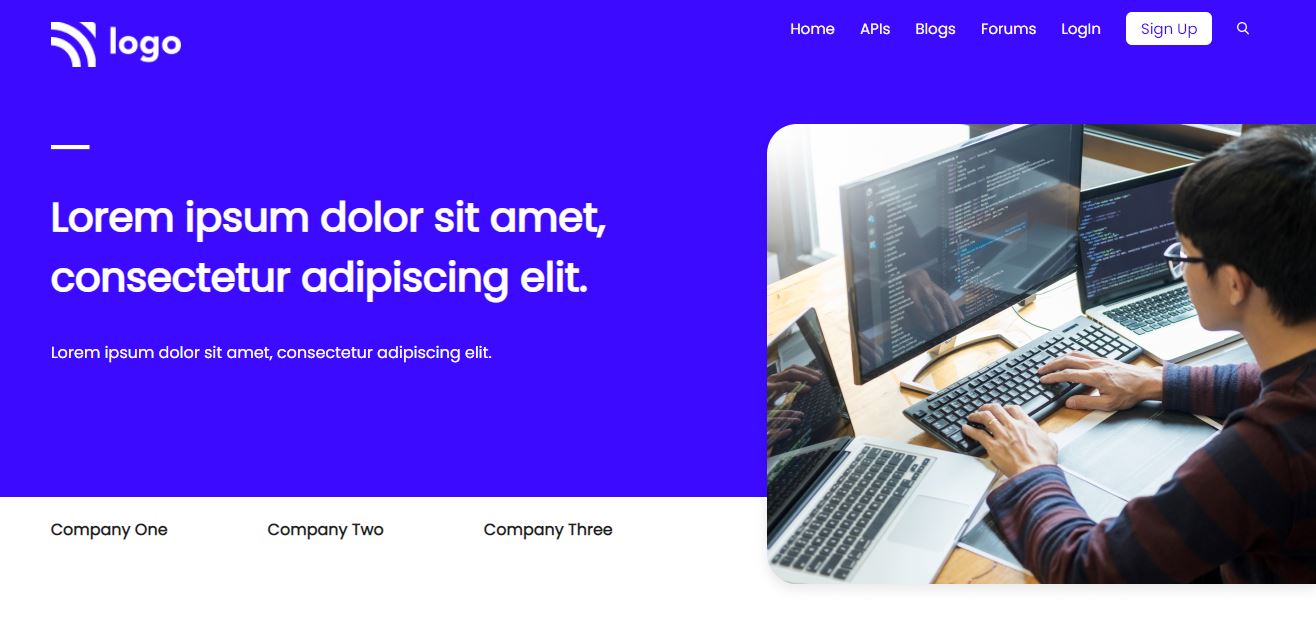 logo
Home APIs Blogs Forums LogIn Sign Up
Lorem ipsum dolor sit amet,
consectetur adipiscing elit.
Lorem ipsum dolor sit amet, consectetur adipiscing elit.
Company One Company Two Company Three